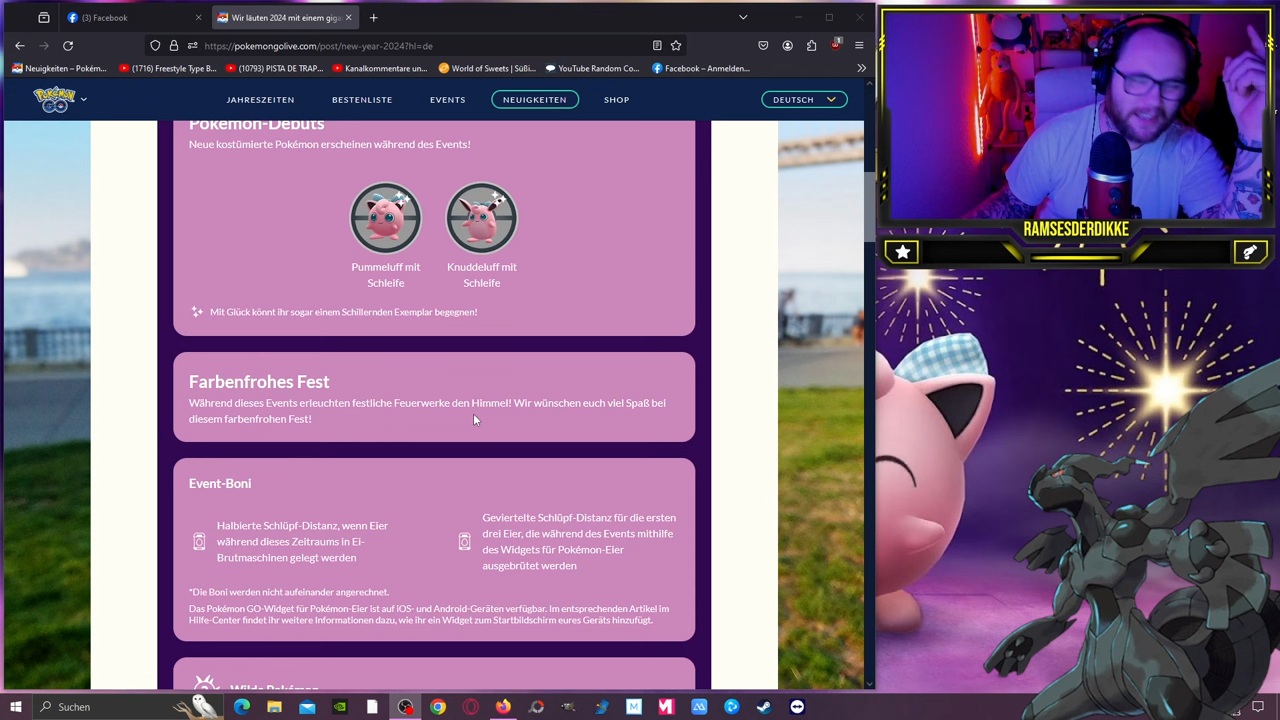 (3) Facebook
Wir läuten 2024 mit einem giga
https://pokemongolive.com/post/new-year-2024?hl=de
Neuigkeiten – Pokém...
(1716) Freestyle Type B...
(10793) PISTA DE TRAP...
Kanalkommentare un...
World of Sweets | Süßi...
YouTube Random Co...
Facebook – Anmelden...
JAHRESZEITEN
BESTENLISTE
EVENTS
NEUIGKEITEN
SHOP
DEUTSCH
Pokémon-Debüts
Neue kostümierte Pokémon erscheinen während des Events!
Pummeluff mit
Schleife
Knuddeluff mit
Schleife
Mit Glück könnt ihr sogar einem Schillernden Exemplar begegnen!
Farbenfrohes Fest
Während dieses Events erleuchten festliche Feuerwerke den Himmel! Wir wünschen euch viel Spaß bei
diesem farbenfrohen Fest!
Event-Boni
Halbierte Schlüpf-Distanz, wenn Eier
während dieses Zeitraums in Ei-
Brutmaschinen gelegt werden
Geviertelte Schlüpf-Distanz für die ersten
drei Eier, die während des Events mithilfe
des Widgets für Pokémon-Eier
ausgebrütet werden
*Die Boni werden nicht aufeinander angerechnet.
Das Pokémon GO-Widget für Pokémon-Eier ist auf iOS- und Android-Geräten verfügbar. Im entsprechenden Artikel im
Hilfe-Center findet ihr weitere Informationen dazu, wie ihr ein Widget zum Startbildschirm eures Geräts hinzufügt.
Wilde Pokémon
RAMSESDERDIKKE
Suchen